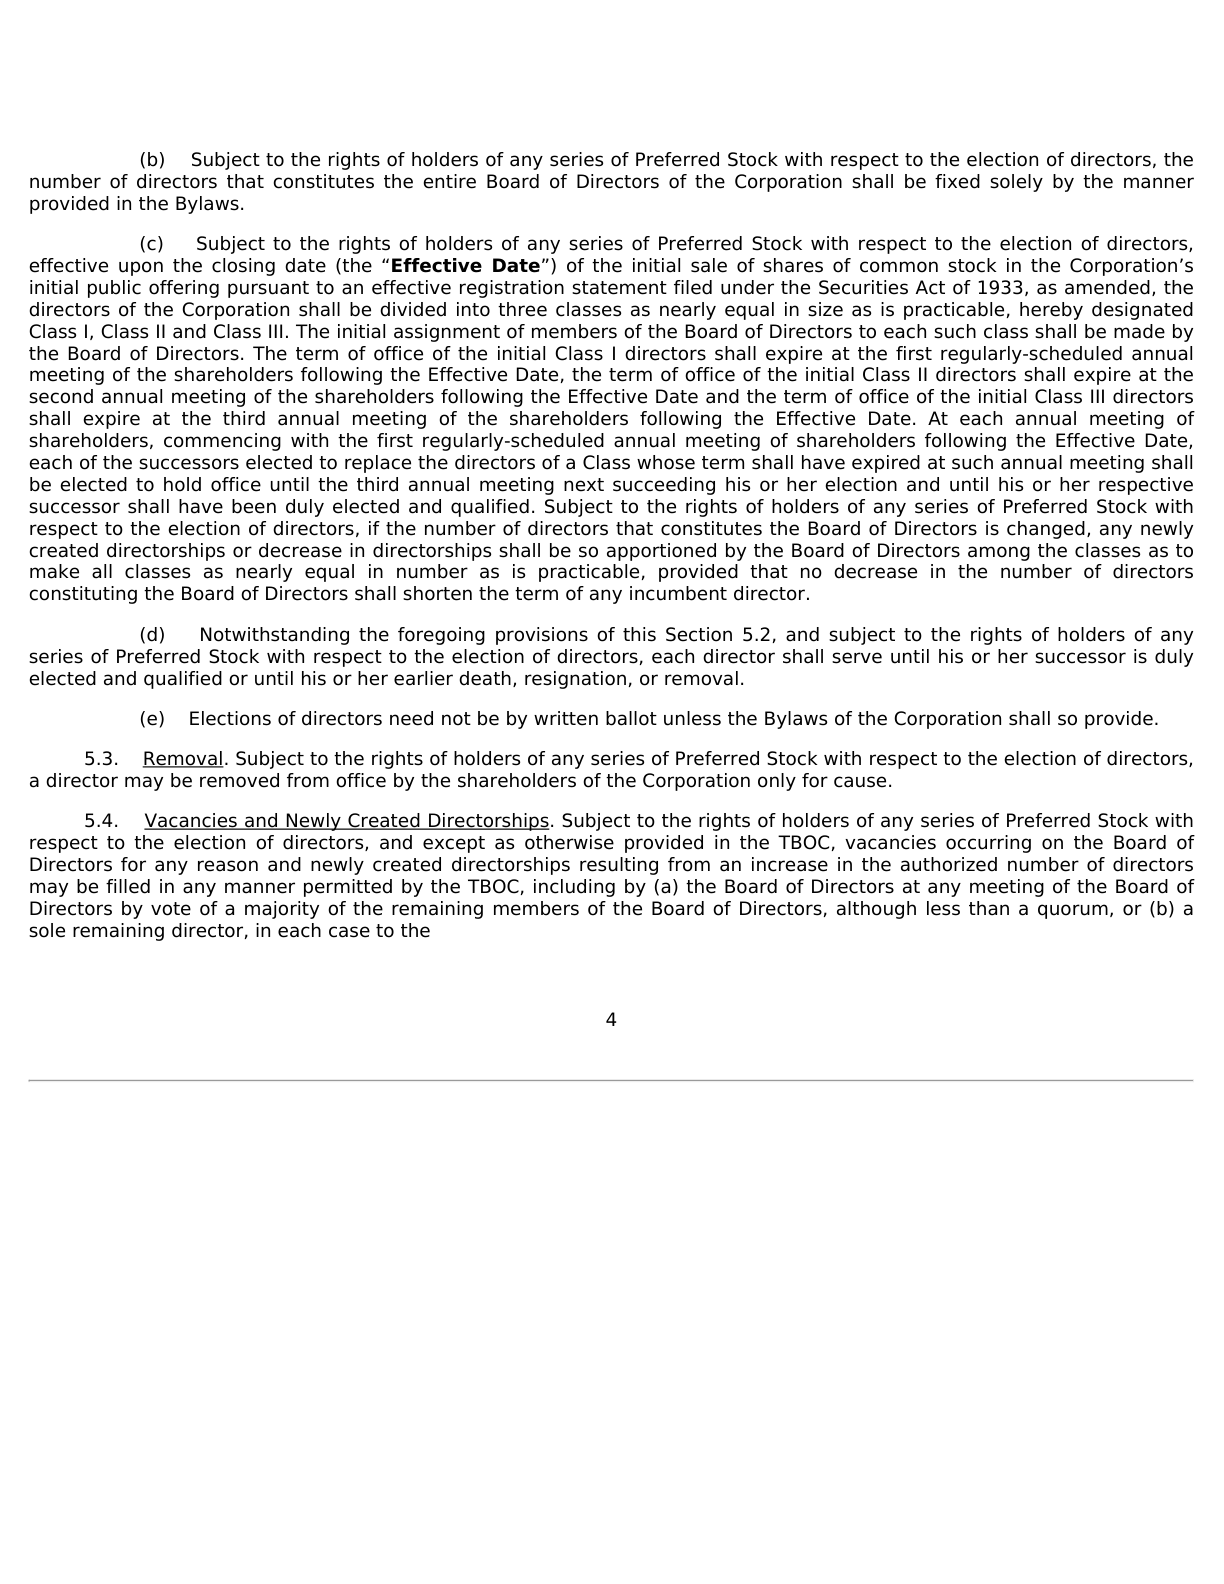 (b) Subject to the rights of holders of any series of Preferred Stock with respect to the election of directors, the
number of directors that constitutes the entire Board of Directors of the Corporation shall be fixed solely by the manner
provided in the Bylaws.
(c) Subject to the rights of holders of any series of Preferred Stock with respect to the election of directors,
effective upon the closing date (the “Effective Date”) of the initial sale of shares of common stock in the Corporation’s
initial public offering pursuant to an effective registration statement filed under the Securities Act of 1933, as amended, the
directors of the Corporation shall be divided into three classes as nearly equal in size as is practicable, hereby designated
Class I, Class II and Class III. The initial assignment of members of the Board of Directors to each such class shall be made by
the Board of Directors. The term of office of the initial Class I directors shall expire at the first regularly-scheduled annual
meeting of the shareholders following the Effective Date, the term of office of the initial Class II directors shall expire at the
second annual meeting of the shareholders following the Effective Date and the term of office of the initial Class III directors
shall expire at the third annual meeting of the shareholders following the Effective Date. At each annual meeting of
shareholders, commencing with the first regularly-scheduled annual meeting of shareholders following the Effective Date,
each of the successors elected to replace the directors of a Class whose term shall have expired at such annual meeting shall
be elected to hold office until the third annual meeting next succeeding his or her election and until his or her respective
successor shall have been duly elected and qualified. Subject to the rights of holders of any series of Preferred Stock with
respect to the election of directors, if the number of directors that constitutes the Board of Directors is changed, any newly
created directorships or decrease in directorships shall be so apportioned by the Board of Directors among the classes as to
make all classes as nearly equal in number as is practicable, provided that no decrease in the number of directors
constituting the Board of Directors shall shorten the term of any incumbent director.
(d) Notwithstanding the foregoing provisions of this Section 5.2, and subject to the rights of holders of any
series of Preferred Stock with respect to the election of directors, each director shall serve until his or her successor is duly
elected and qualified or until his or her earlier death, resignation, or removal.
(e) Elections of directors need not be by written ballot unless the Bylaws of the Corporation shall so provide.
5.3. Removal. Subject to the rights of holders of any series of Preferred Stock with respect to the election of directors,
a director may be removed from office by the shareholders of the Corporation only for cause.
5.4. Vacancies and Newly Created Directorships. Subject to the rights of holders of any series of Preferred Stock with
respect to the election of directors, and except as otherwise provided in the TBOC, vacancies occurring on the Board of
Directors for any reason and newly created directorships resulting from an increase in the authorized number of directors
may be filled in any manner permitted by the TBOC, including by (a) the Board of Directors at any meeting of the Board of
Directors by vote of a majority of the remaining members of the Board of Directors, although less than a quorum, or (b) a
sole remaining director, in each case to the
4